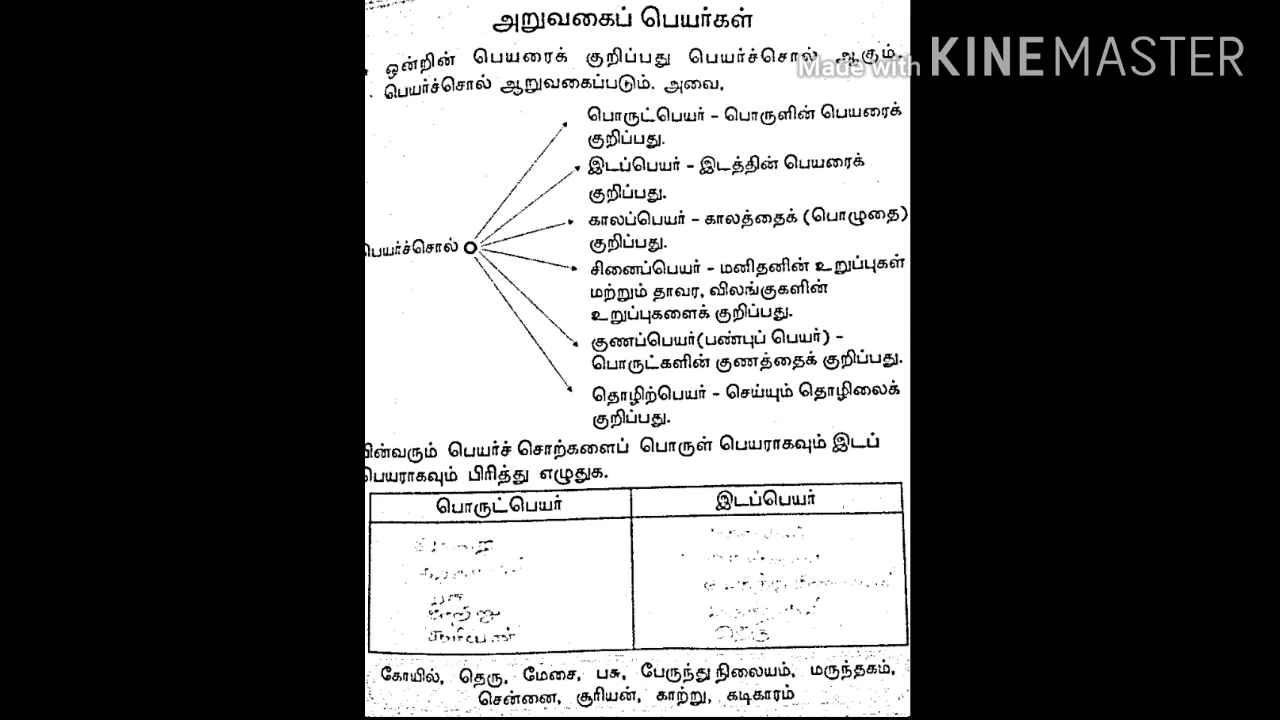 அறுவகைப் பெயர்கள்
ஒன்றின் பெயரைக் குறிப்பது பெயர்ச்சொல் ஆகும்.
Made with KINEMASTER
பெயர்ச்சொல் ஆறுவகைப்படும். அவை,
பொருட்பெயர் – பொருளின் பெயரைக்
குறிப்பது.
இடப்பெயர் – இடத்தின் பெயரைக்
குறிப்பது.
காலப்பெயர் – காலத்தைக் (பொழுதை)
குறிப்பது.
பெயர்ச்சொல்
சினைப்பெயர் – மனிதனின் உறுப்புகள்
மற்றும் தாவர, விலங்குகளின்
உறுப்புகளைக் குறிப்பது.
குணப்பெயர்(பண்புப் பெயர்) –
பொருட்களின் குணத்தைக் குறிப்பது.
தொழிற்பெயர் – செய்யும் தொழிலைக்
குறிப்பது.
பின்வரும் பெயர்ச் சொற்களைப் பொருள் பெயராகவும் இடப்
பெயராகவும் பிரித்து எழுதுக.
பொருட்பெயர் இடப்பெயர்
பசு
காற்று
சூரியன் தெரு
கோயில், தெரு, மேசை, பசு, பேருந்து நிலையம், மருந்தகம்,
சென்னை, சூரியன், காற்று, கடிகாரம்